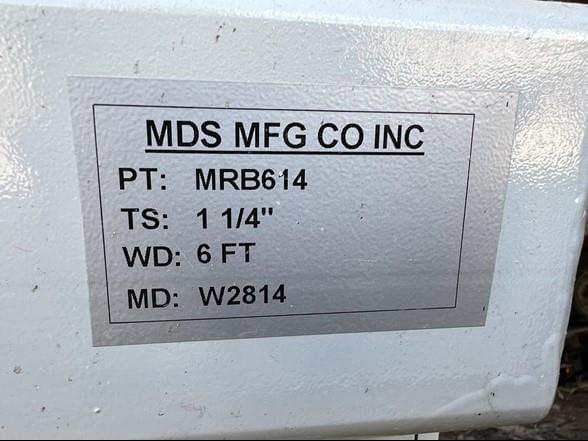 MDS MFG CO INC
PT: MRB614
TS: 1 1/4"
WD: 6 FT
MD: W2814